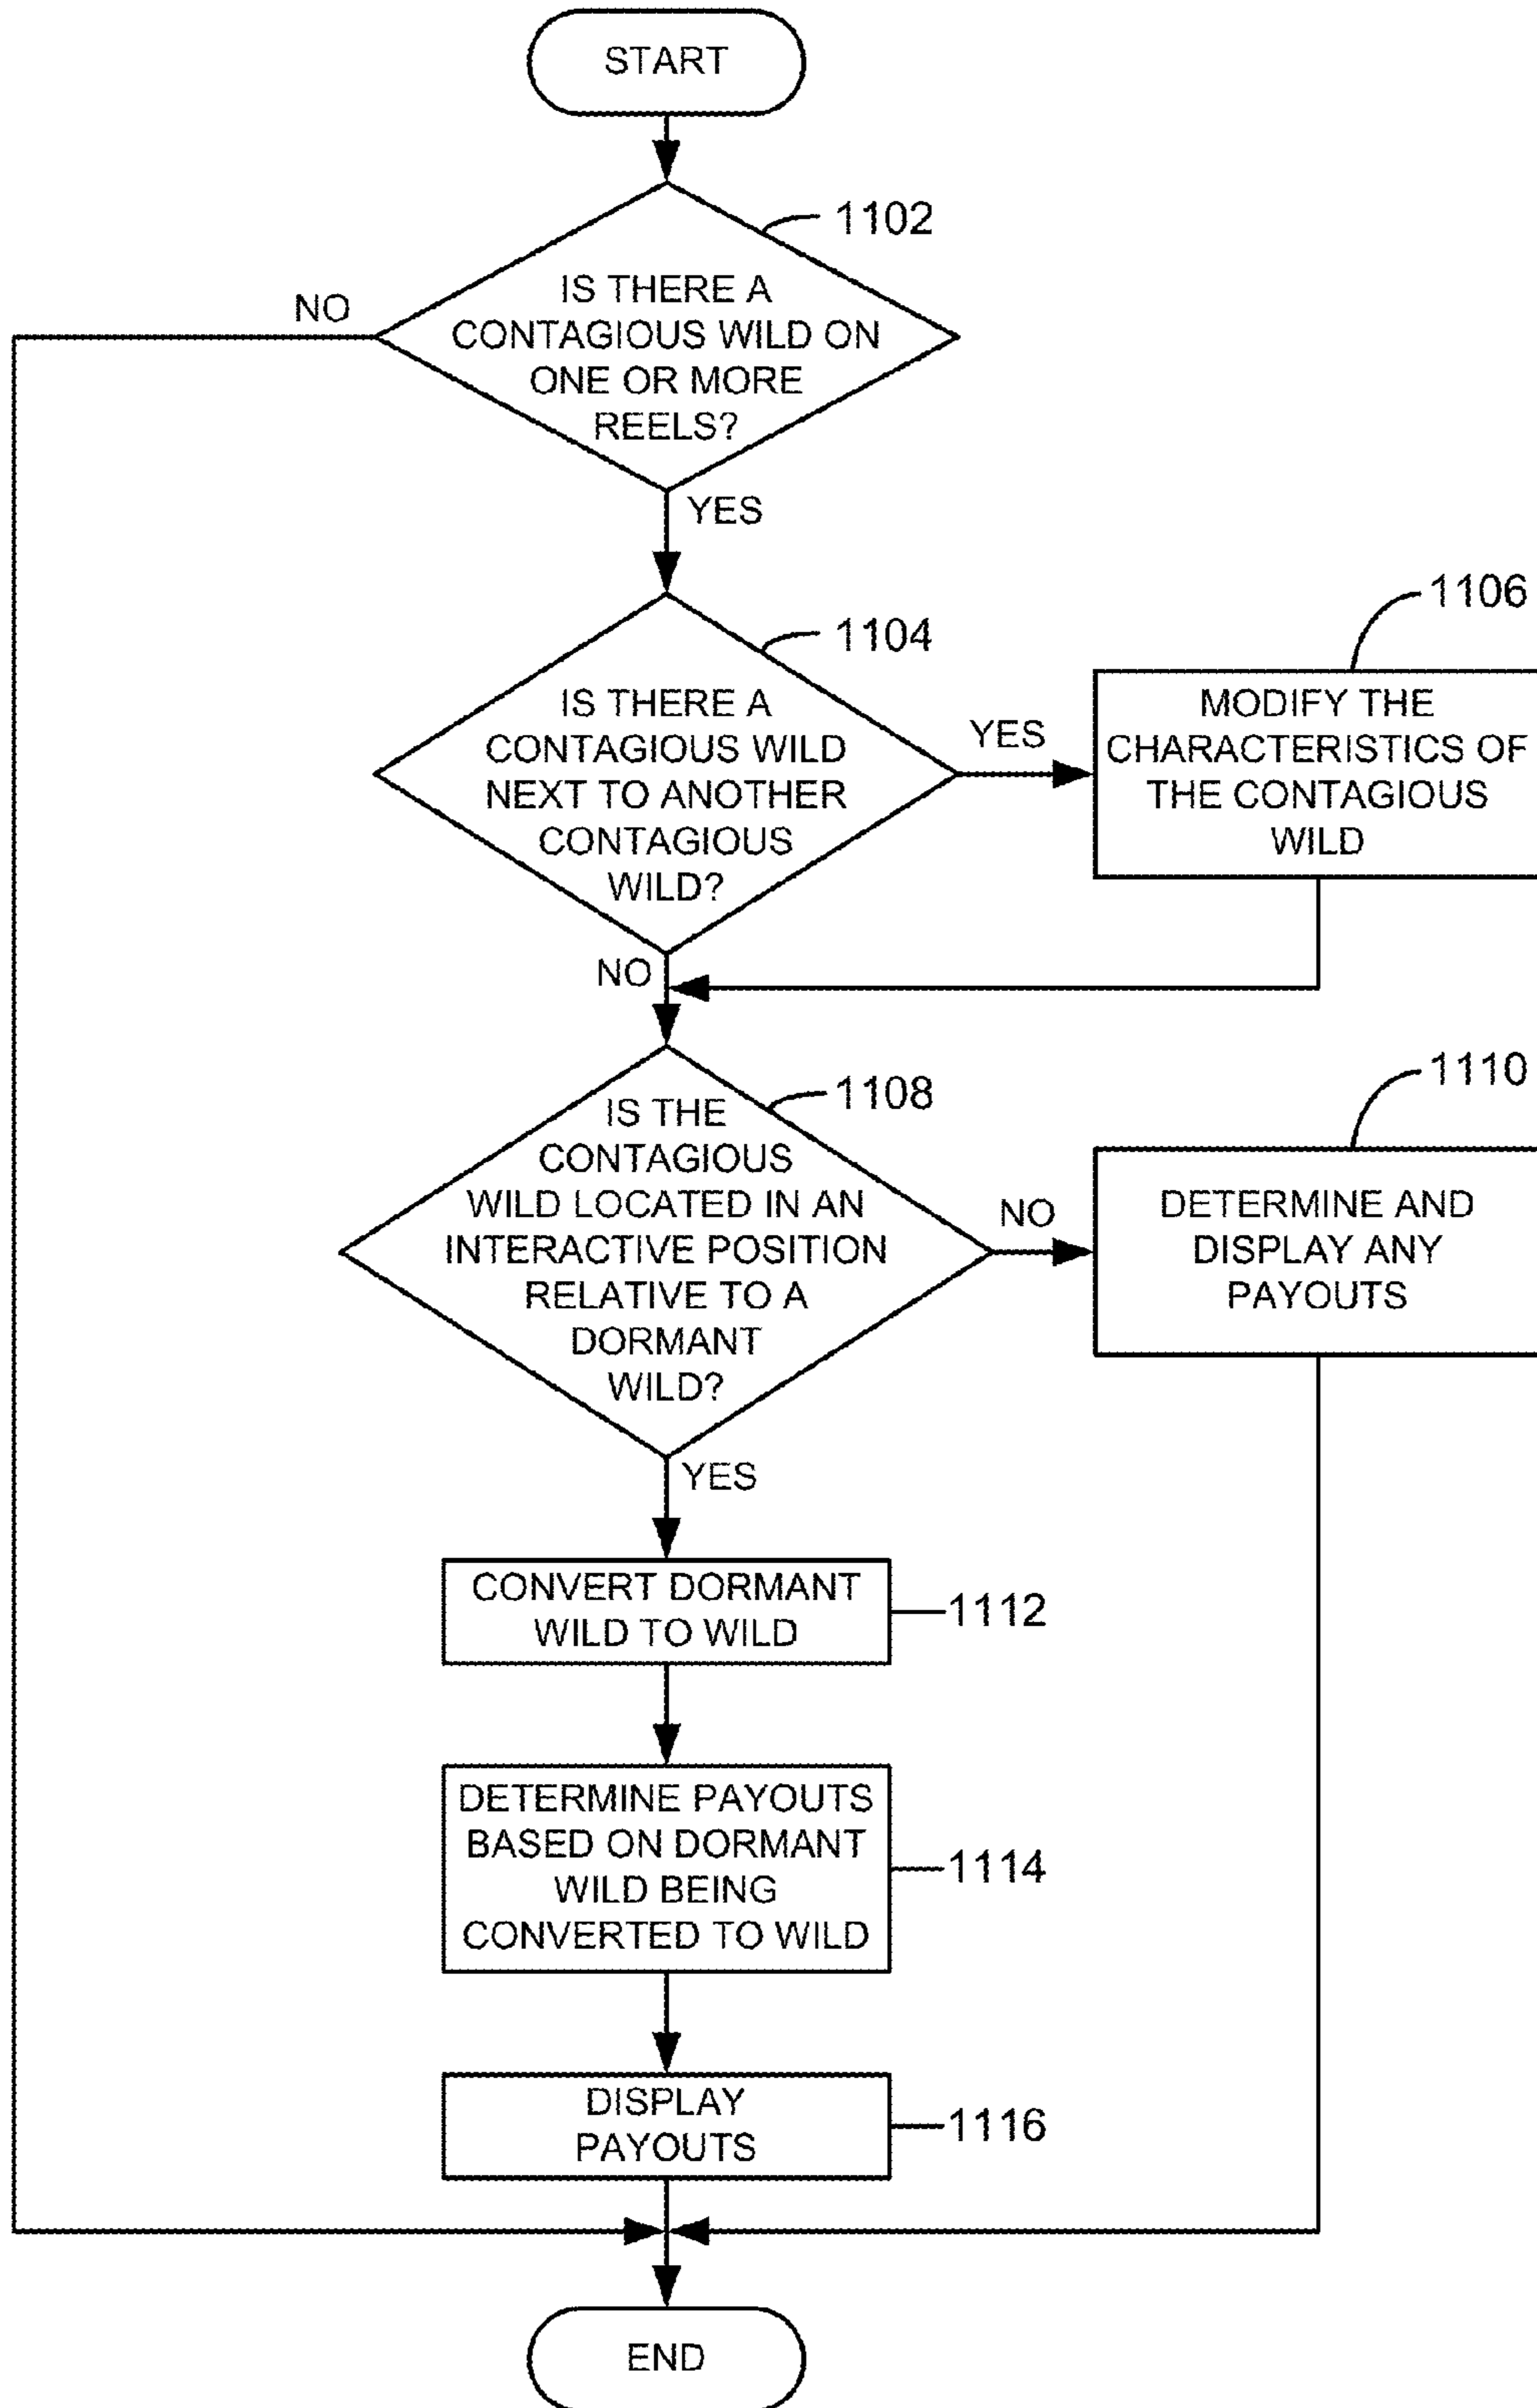 START
1102
IS THERE A
CONTAGIOUS WILD ON
ONE OR MORE
REELS?
NO
YES
1104
IS THERE A
CONTAGIOUS WILD
NEXT TO ANOTHER
CONTAGIOUS
WILD?
YES
NO
1106
MODIFY THE
CHARACTERISTICS OF
THE CONTAGIOUS
WILD
1108
IS THE
CONTAGIOUS
WILD LOCATED IN AN
INTERACTIVE POSITION
RELATIVE TO A
DORMANT
WILD?
NO
YES
1110
DETERMINE AND
DISPLAY ANY
PAYOUTS
CONVERT DORMANT
WILD TO WILD
1112
DETERMINE PAYOUTS
BASED ON DORMANT
WILD BEING
CONVERTED TO WILD
1114
DISPLAY
PAYOUTS
1116
END